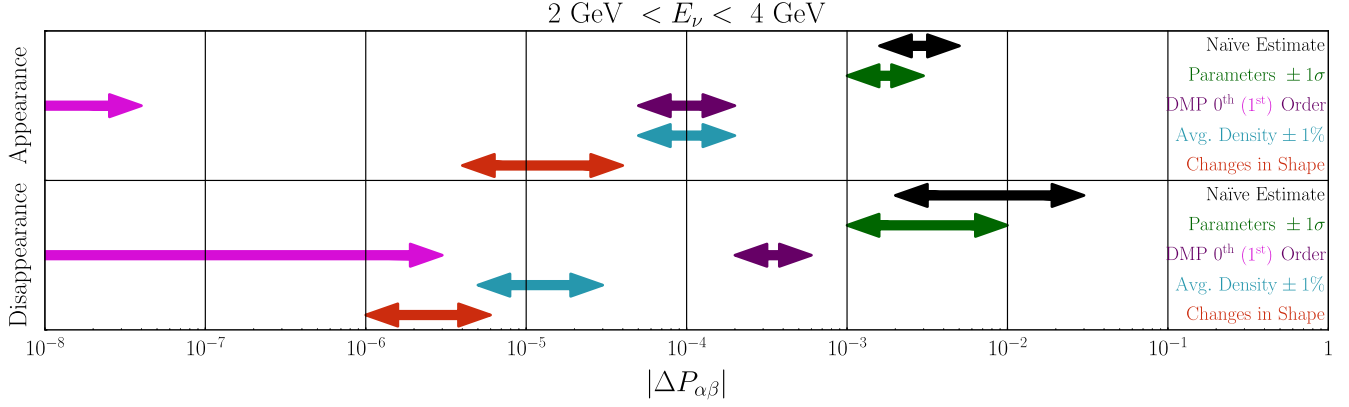 2 GeV < E_ν < 4 GeV
Appearance
Naïve Estimate
Parameters ± 1σ
DMP 0ᵗʰ (1ˢᵗ) Order
Avg. Density ± 1%
Changes in Shape
Disappearance
Naïve Estimate
Parameters ± 1σ
DMP 0ᵗʰ (1ˢᵗ) Order
Avg. Density ± 1%
Changes in Shape
10⁻⁸ 10⁻⁷ 10⁻⁶ 10⁻⁵ 10⁻⁴ 10⁻³ 10⁻² 10⁻¹ 1
|ΔP_αβ|